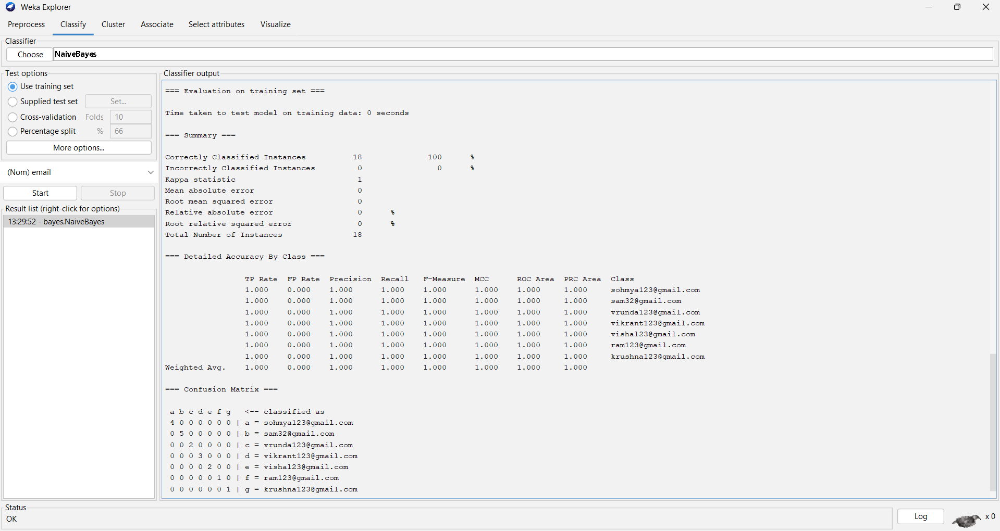 Weka Explorer
Preprocess Classify Cluster Associate Select attributes Visualize
Classifier
Choose NaiveBayes
Test options
Use training set
Supplied test set Set...
Cross-validation Folds 10
Percentage split % 66
More options...
(Nom) email
Start Stop
Result list (right-click for options)
13:29:52 - bayes.NaiveBayes
Classifier output
=== Evaluation on training set ===
Time taken to test model on training data: 0 seconds
=== Summary ===
Correctly Classified Instances 18 100 %
Incorrectly Classified Instances 0 0 %
Kappa statistic 1
Mean absolute error 0
Root mean squared error 0
Relative absolute error 0 %
Root relative squared error 0 %
Total Number of Instances 18
=== Detailed Accuracy By Class ===
TP Rate FP Rate Precision Recall F-Measure MCC ROC Area PRC Area Class
1.000 0.000 1.000 1.000 1.000 1.000 1.000 1.000 sohmya123@gmail.com
1.000 0.000 1.000 1.000 1.000 1.000 1.000 1.000 sam32@gmail.com
1.000 0.000 1.000 1.000 1.000 1.000 1.000 1.000 vrunda123@gmail.com
1.000 0.000 1.000 1.000 1.000 1.000 1.000 1.000 vikrant123@gmail.com
1.000 0.000 1.000 1.000 1.000 1.000 1.000 1.000 vishal23@gmail.com
1.000 0.000 1.000 1.000 1.000 1.000 1.000 1.000 ram123@gmail.com
1.000 0.000 1.000 1.000 1.000 1.000 1.000 1.000 krushna123@gmail.com
Weighted Avg. 1.000 0.000 1.000 1.000 1.000 1.000 1.000 1.000
=== Confusion Matrix ===
a b c d e f g <-- classified as
4 0 0 0 0 0 0 | a = sohmya123@gmail.com
0 5 0 0 0 0 0 | b = sam32@gmail.com
0 0 2 0 0 0 0 | c = vrunda123@gmail.com
0 0 0 3 0 0 0 | d = vikrant123@gmail.com
0 0 0 0 2 0 0 | e = vishal23@gmail.com
0 0 0 0 0 1 0 | f = ram123@gmail.com
0 0 0 0 0 0 1 | g = krushna123@gmail.com
Status
OK
Log x 0